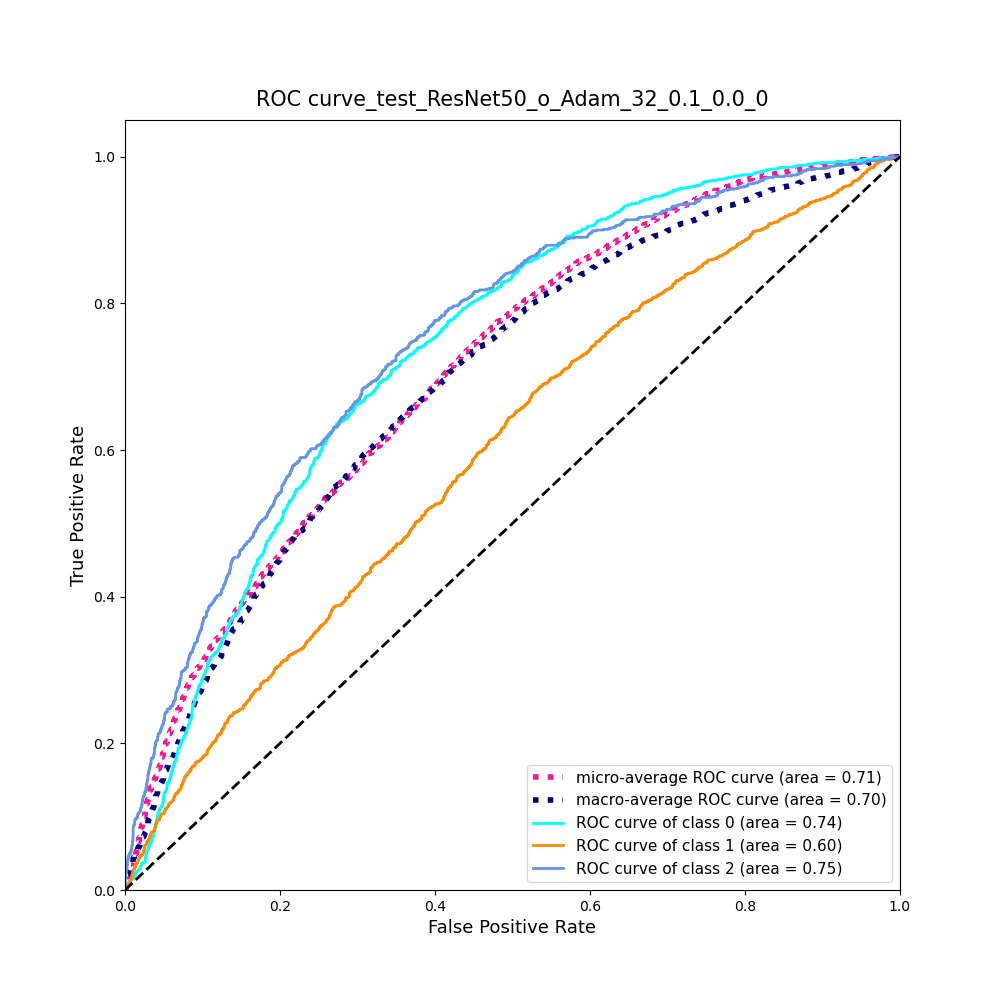 ROC curve_test_ResNet50_o_Adam_32_0.1_0.0_0
1.0
0.8
0.6
0.4
0.2
0.0
True Positive Rate
micro-average ROC curve (area = 0.71)
macro-average ROC curve (area = 0.70)
ROC curve of class 0 (area = 0.74)
ROC curve of class 1 (area = 0.60)
ROC curve of class 2 (area = 0.75)
0.0 0.2 0.4 0.6 0.8 1.0
False Positive Rate